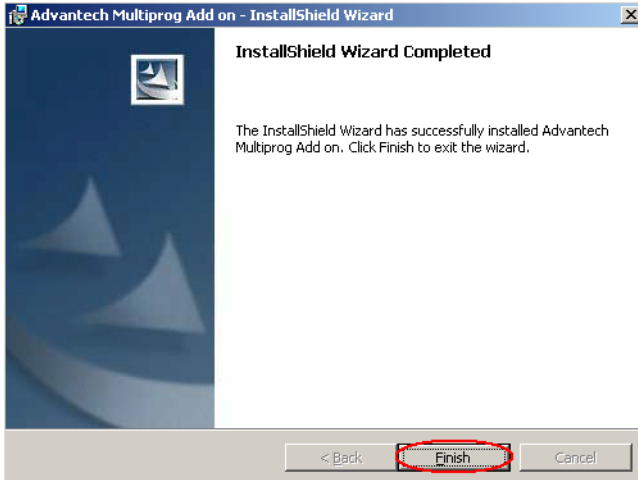 Advantech Multiprog Add on - InstallShield Wizard
InstallShield Wizard Completed
The InstallShield Wizard has successfully installed Advantech
Multiprog Add on. Click Finish to exit the wizard.
< Back
Finish
Cancel